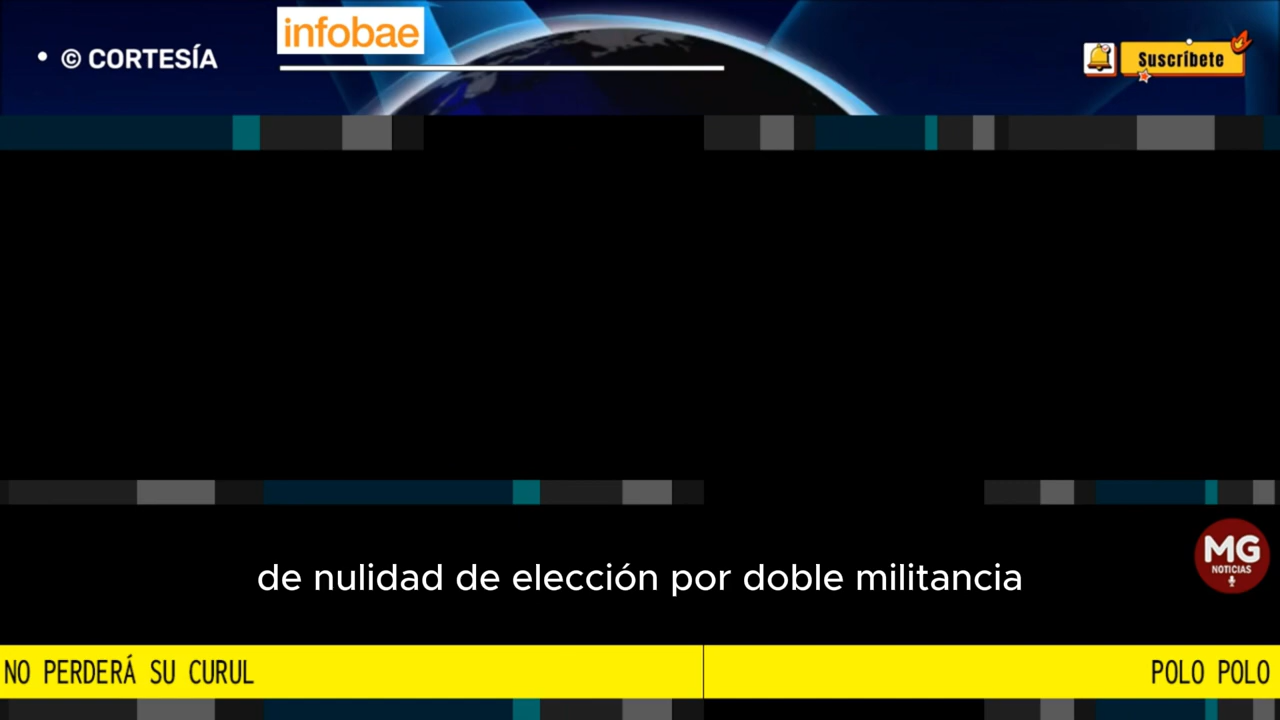 • © CORTESÍA
infobae
Suscríbete
MG
NOTICIAS
de nulidad de elección por doble militancia
NO PERDERÁ SU CURUL
POLO POLO